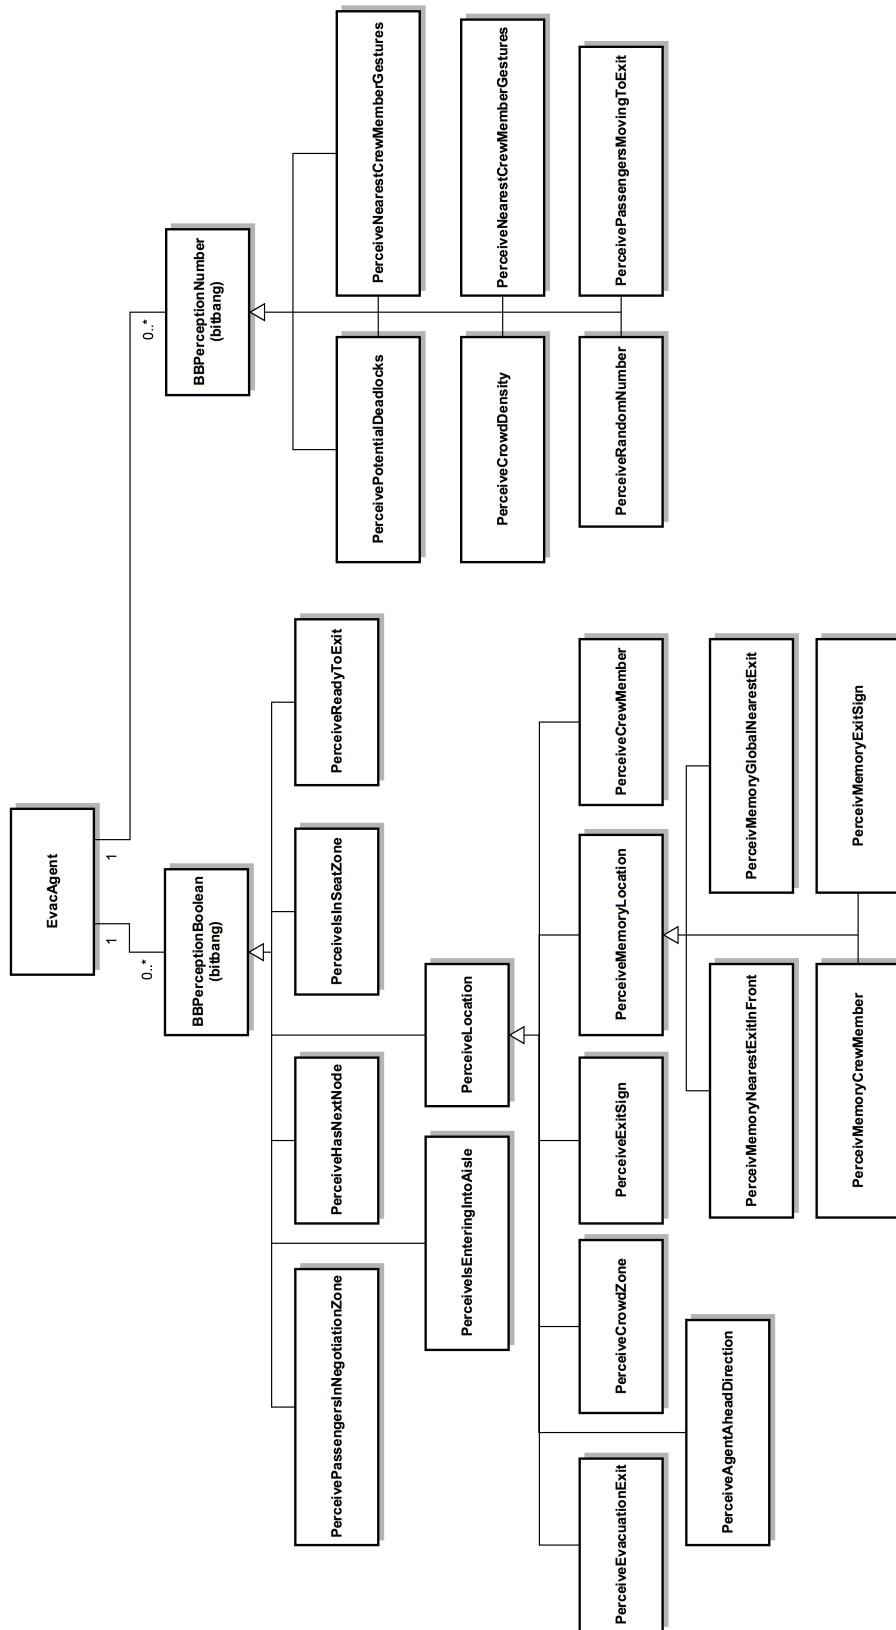 EvacAgent
1
1
0..*
0..*
BBPerceptionBoolean
(bitbang)
BBPerceptionNumber
(bitbang)
PerceivePassengersInNegotiationZone
PerceiveHasNextNode
PerceiveIsInSeatZone
PerceiveReadyToExit
PerceivePotentialDeadlocks
PerceiveNearestCrewMemberGestures
PerceiveIsEnteringIntoAisle
PerceiveLocation
PerceiveCrowdDensity
PerceiveNearestCrewMemberGestures
PerceiveEvacuationExit
PerceiveCrowdZone
PerceiveExitSign
PerceiveMemoryLocation
PerceiveCrewMember
PerceiveRandomNumber
PerceivePassengersMovingToExit
PerceiveAgentAheadDirection
PerceivMemoryNearestExitInFront
PerceivMemoryGlobalNearestExit
PerceivMemoryCrewMember
PerceivMemoryExitSign